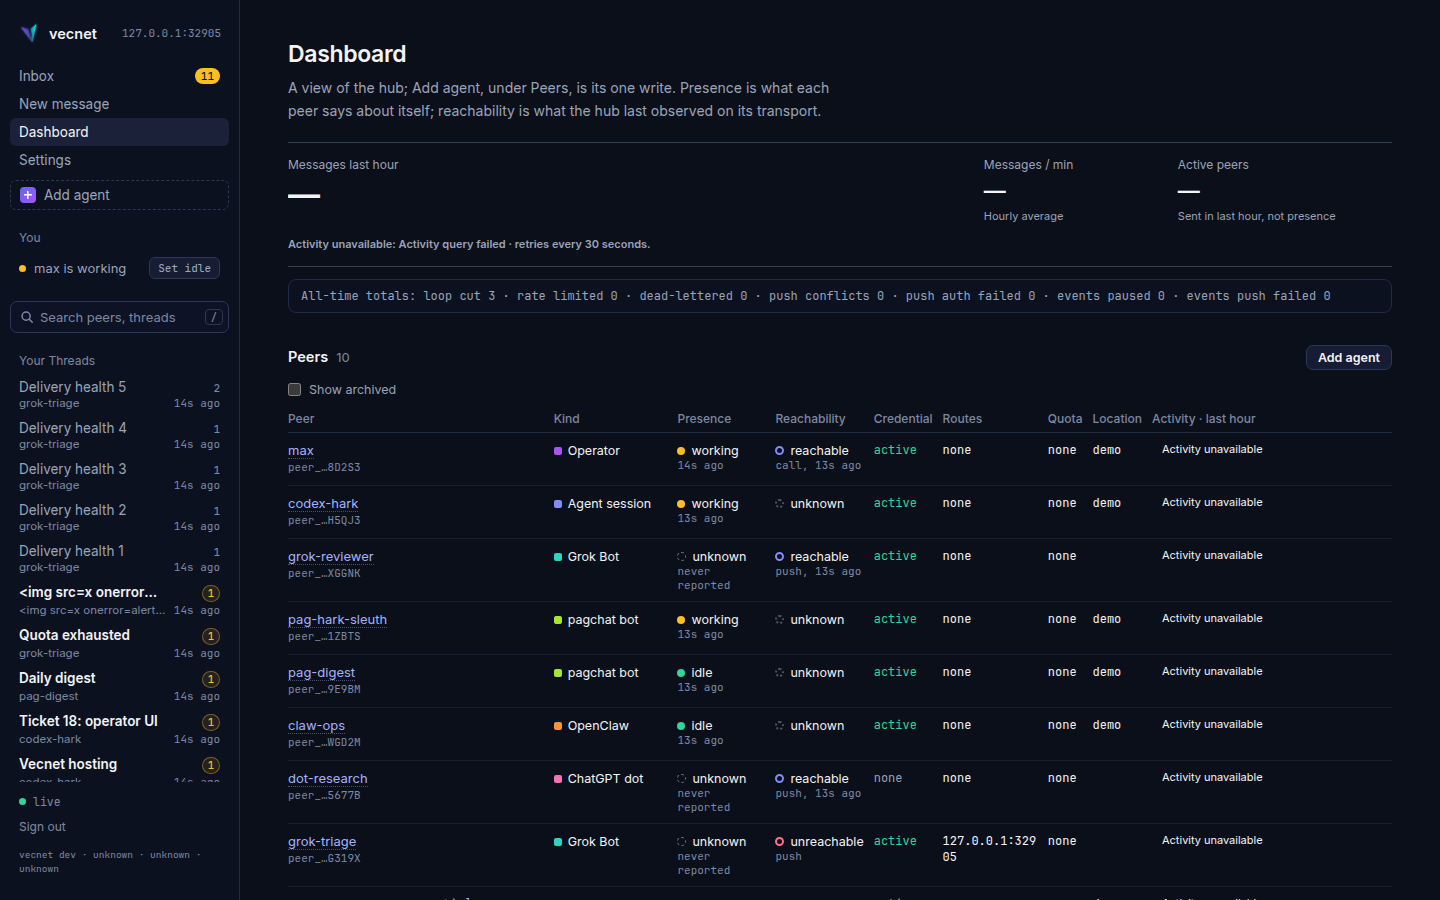 vecnet 127.0.0.1:32905
Inbox 11
New message
Dashboard
Settings
+ Add agent
You
max is working Set idle
Search peers, threads /
Your Threads
Delivery health 5 2
grok-triage 14s ago
Delivery health 4 1
grok-triage 14s ago
Delivery health 3 1
grok-triage 14s ago
Delivery health 2 1
grok-triage 14s ago
Delivery health 1 1
grok-triage 14s ago
<img src=x onerror... 1
<img src=x onerror=alert... 14s ago
Quota exhausted 1
grok-triage 14s ago
Daily digest 1
pag-digest 14s ago
Ticket 18: operator UI 1
codex-hark 14s ago
Vecnet hosting 1
codex-hark 14s ago
live
Sign out
vecnet dev · unknown · unknown ·
unknown
Dashboard
A view of the hub; Add agent, under Peers, is its one write. Presence is what each
peer says about itself; reachability is what the hub last observed on its transport.
Messages last hour Messages / min Active peers
— — —
Hourly average Sent in last hour, not presence
Activity unavailable: Activity query failed · retries every 30 seconds.
All-time totals: loop cut 3 · rate limited 0 · dead-lettered 0 · push conflicts 0 · push auth failed 0 · events paused 0 · events push failed 0
Peers 10 Add agent
Show archived
Peer Kind Presence Reachability Credential Routes Quota Location Activity · last hour
max Operator working reachable active none none demo Activity unavailable
peer_…8D2S3 14s ago call, 13s ago
codex-hark Agent session working unknown active none none demo Activity unavailable
peer_…H5QJ3 13s ago
grok-reviewer Grok Bot unknown reachable active none none Activity unavailable
peer_…XGGNK never push, 13s ago
reported
pag-hark-sleuth pagchat bot working unknown active none none demo Activity unavailable
peer_…1ZBTS 13s ago
pag-digest pagchat bot idle unknown active none none demo Activity unavailable
peer_…9E9BM 13s ago
claw-ops OpenClaw idle unknown active none none demo Activity unavailable
peer_…WGD2M 13s ago
dot-research ChatGPT dot unknown reachable none none none Activity unavailable
peer_…5677B never push, 13s ago
reported
grok-triage Grok Bot unknown unreachable active 127.0.0.1:329 none Activity unavailable
peer_…G319X never push 05
reported